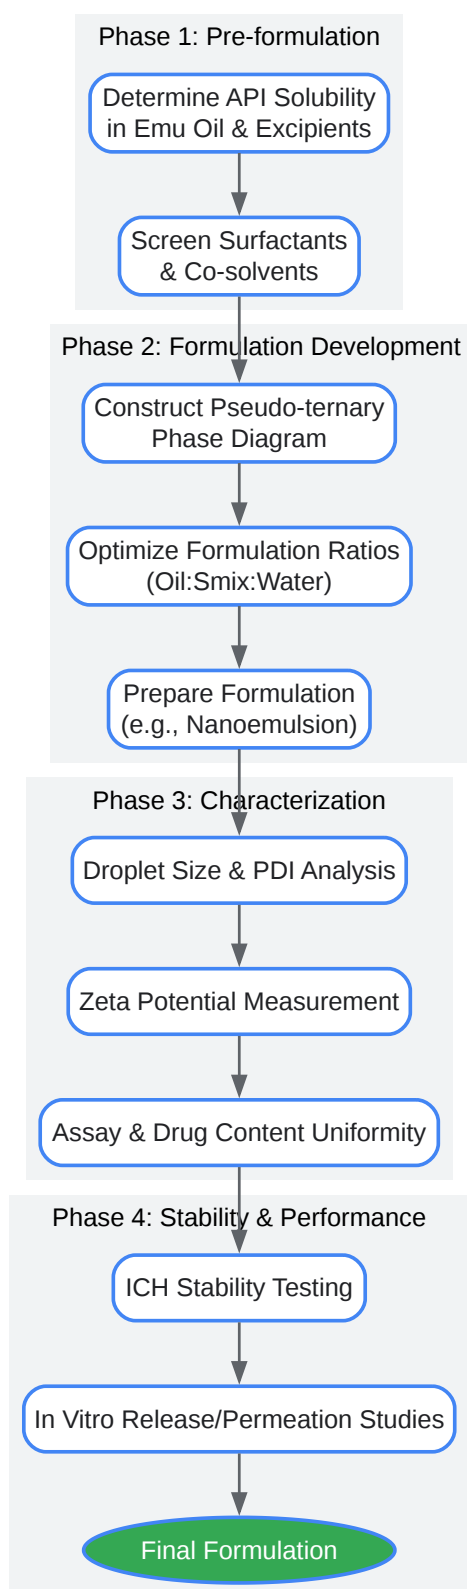 Phase 1: Pre-formulation
Determine API Solubility
in Emu Oil & Excipients
Screen Surfactants
& Co-solvents
Phase 2: Formulation Development
Construct Pseudo-ternary
Phase Diagram
Optimize Formulation Ratios
(Oil:Smix:Water)
Prepare Formulation
(e.g., Nanoemulsion)
Phase 3: Characterization
Droplet Size & PDI Analysis
Zeta Potential Measurement
Assay & Drug Content Uniformity
Phase 4: Stability & Performance
ICH Stability Testing
In Vitro Release/Permeation Studies
Final Formulation